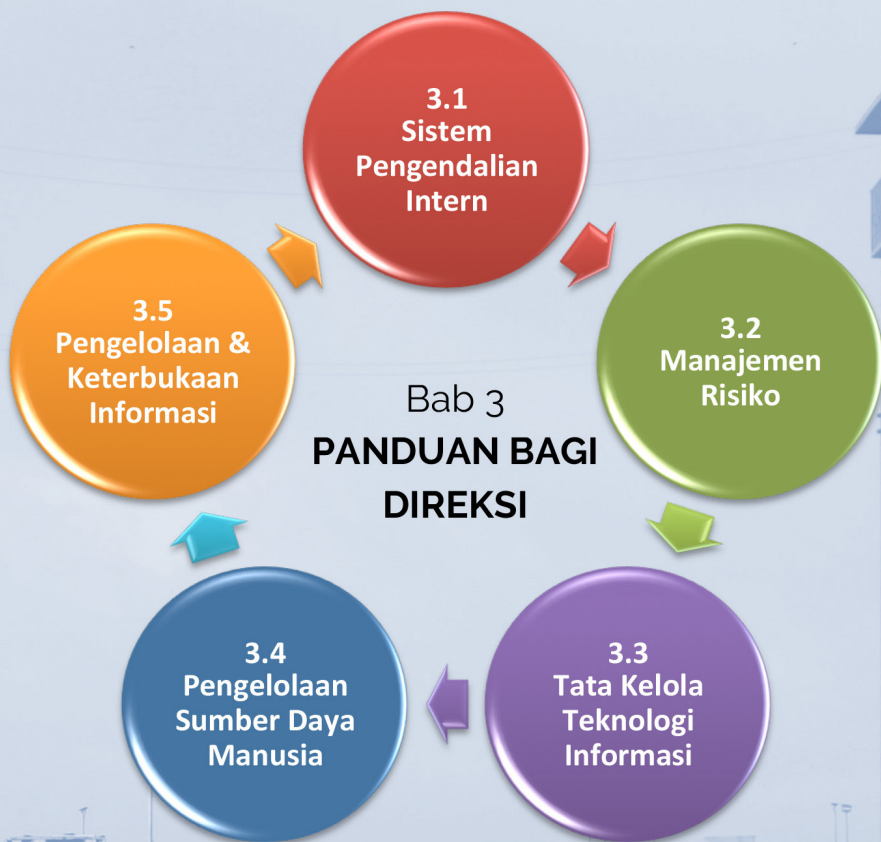 3.1
Sistem
Pengendalian
Intern
3.2
Manajemen
Risiko
3.3
Tata Kelola
Teknologi
Informasi
3.4
Pengelolaan
Sumber Daya
Manusia
3.5
Pengelolaan &
Keterbukaan
Informasi
Bab 3
PANDUAN BAGI
DIREKSI